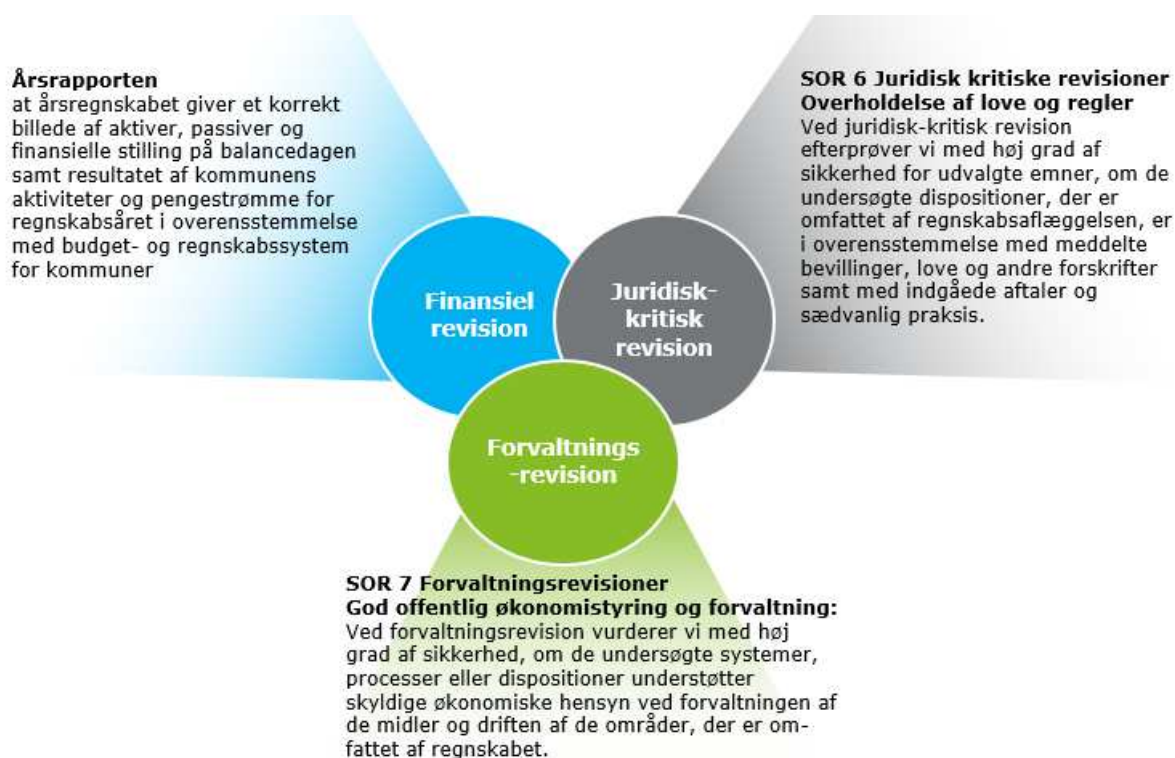 Årsrapporten
at årsregnskabet giver et korrekt
billede af aktiver, passiver og
finansielle stilling på balancedagen
samt resultatet af kommunens
aktiviteter og pengestrømme for
regnskabsåret i overensstemmelse
med budget- og regnskabssystem
for kommuner
SOR 6 Juridisk kritiske revisioner
Overholdelse af love og regler
Ved juridisk-kritisk revision
efterprøver vi med høj grad af
sikkerhed for udvalgte emner, om de
undersøgte dispositioner, der er
omfattet af regnskabsaflæggelsen, er
i overensstemmelse med meddelte
bevillinger, love og andre forskrifter
samt med indgåede aftaler og
sædvanlig praksis.
Finansiel
revision
Juridisk-
kritisk
revision
Forvaltnings
-revision
SOR 7 Forvaltningsrevisioner
God offentlig økonomistyring og forvaltning:
Ved forvaltningsrevision vurderer vi med høj
grad af sikkerhed, om de undersøgte systemer,
processer eller dispositioner understøtter
skyldige økonomiske hensyn ved forvaltningen af
de midler og driften af de områder, der er om-
fattet af regnskabet.